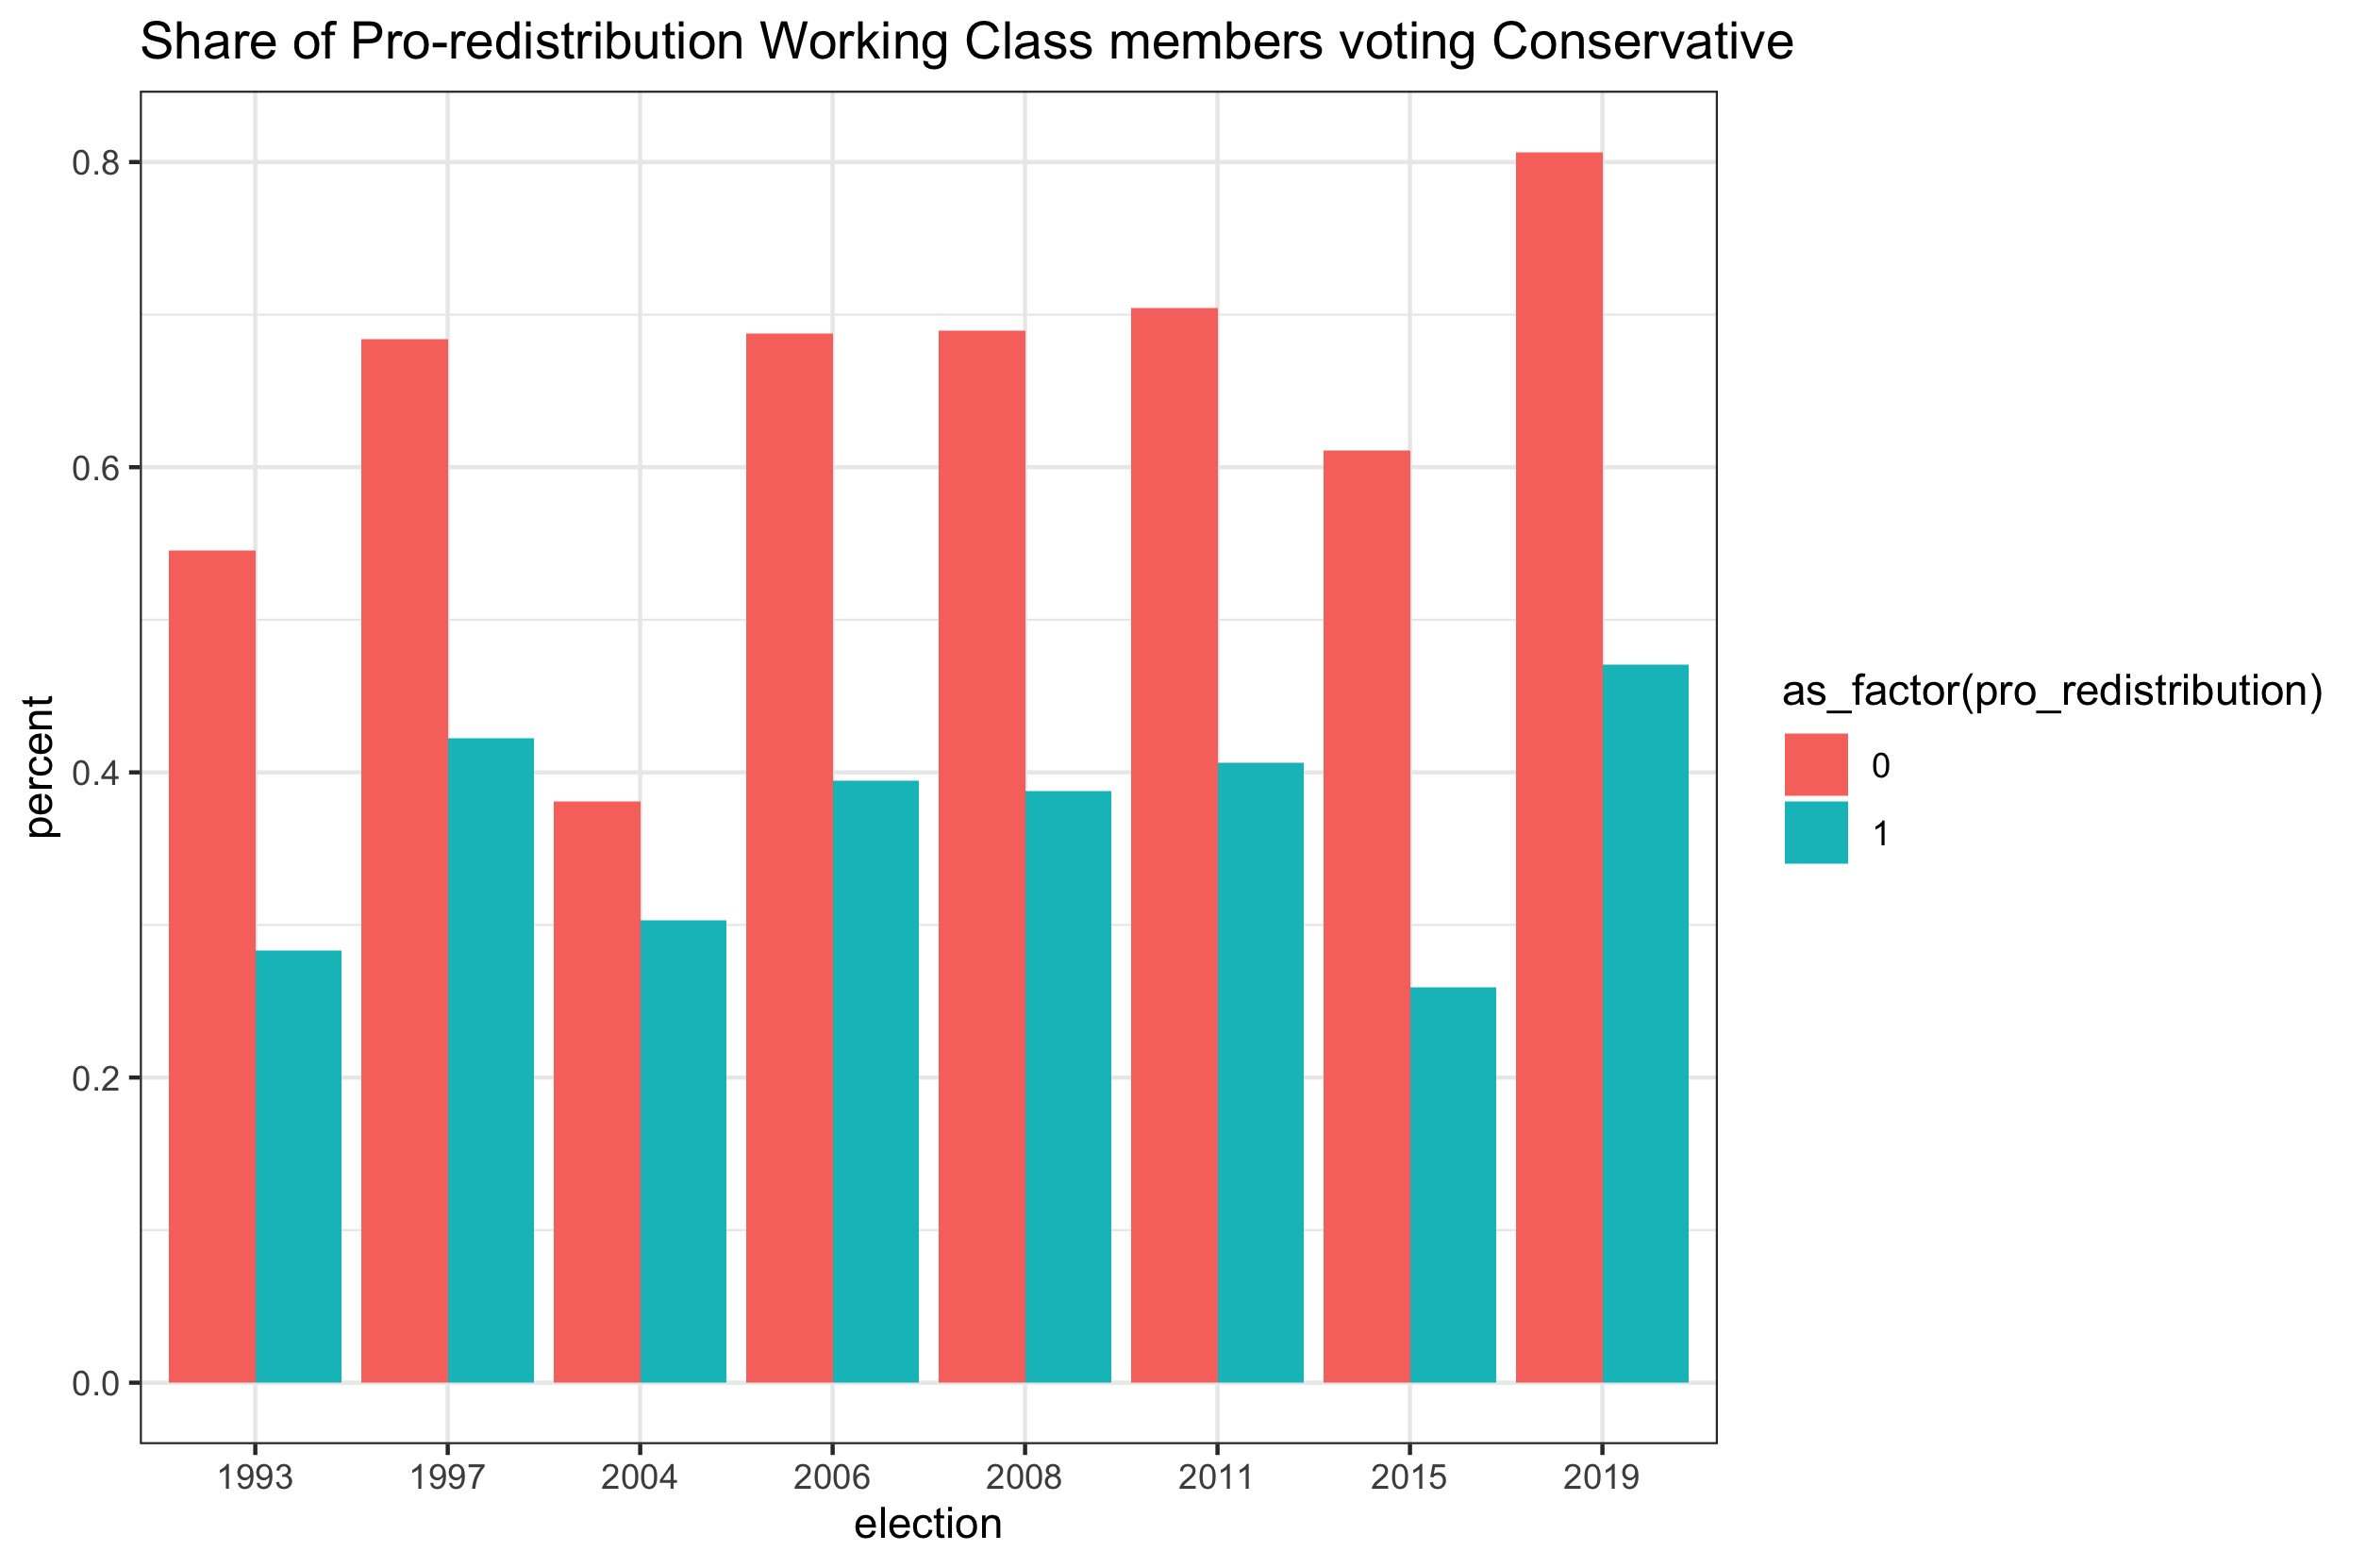 Share of Pro-redistribution Working Class members voting Conservative
0.8
0.6
0.4
0.2
0.0
percent
1993 1997 2004 2006 2008 2011 2015 2019
election
as_factor(pro_redistribution)
0
1